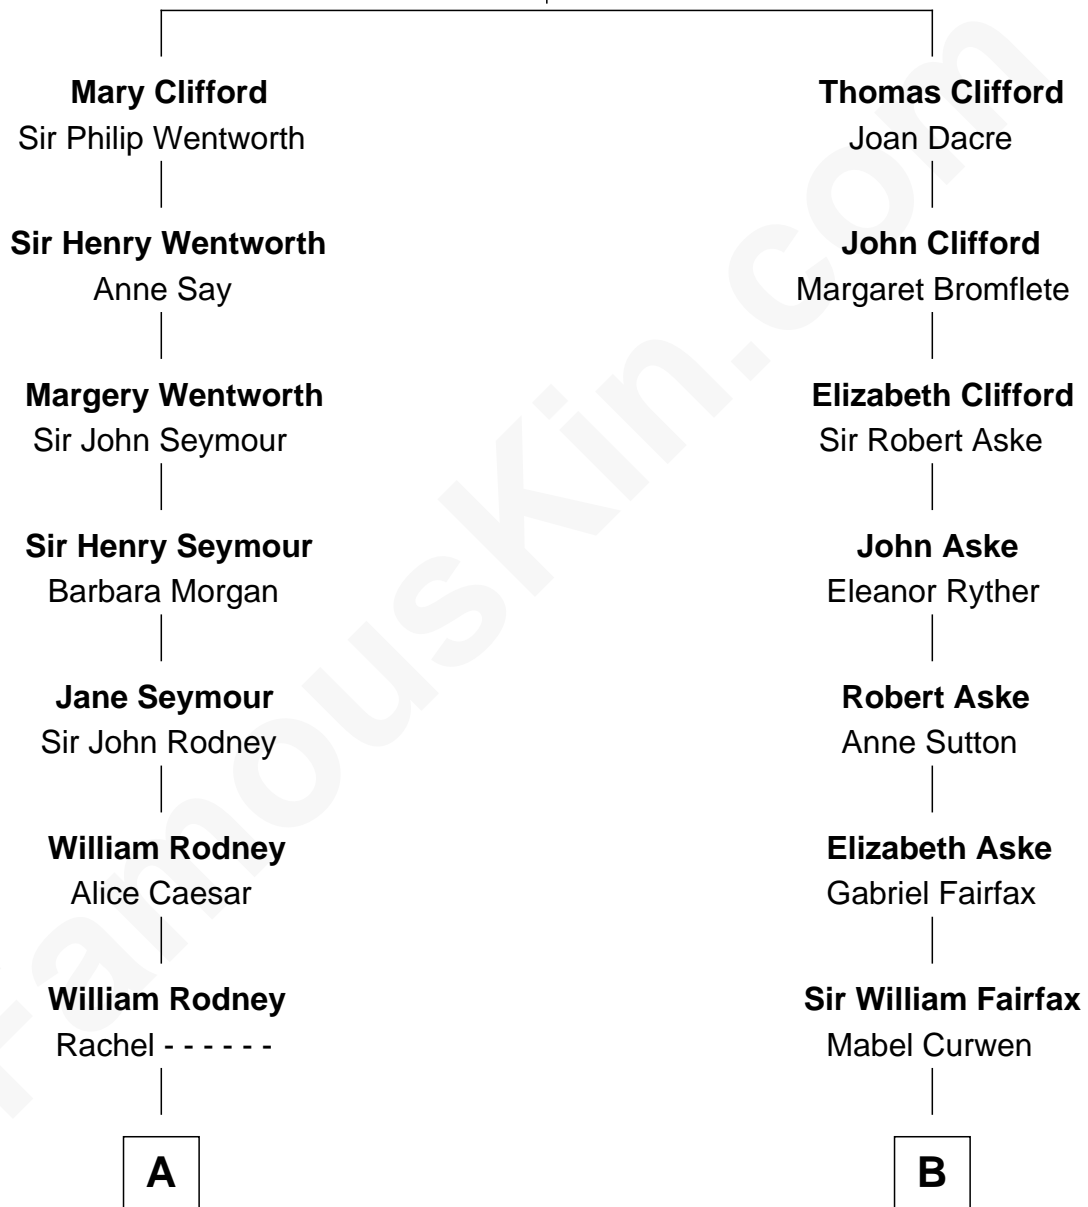 Mary Clifford
Sir Philip Wentworth
Sir Henry Wentworth
Anne Say
Margery Wentworth
Sir John Seymour
Sir Henry Seymour
Barbara Morgan
Jane Seymour
Sir John Rodney
William Rodney
Alice Caesar
William Rodney
Rachel - - - - - -
A
Thomas Clifford
Joan Dacre
John Clifford
Margaret Bromflete
Elizabeth Clifford
Sir Robert Aske
John Aske
Eleanor Ryther
Robert Aske
Anne Sutton
Elizabeth Aske
Gabriel Fairfax
Sir William Fairfax
Mabel Curwen
B
FamousKin.com